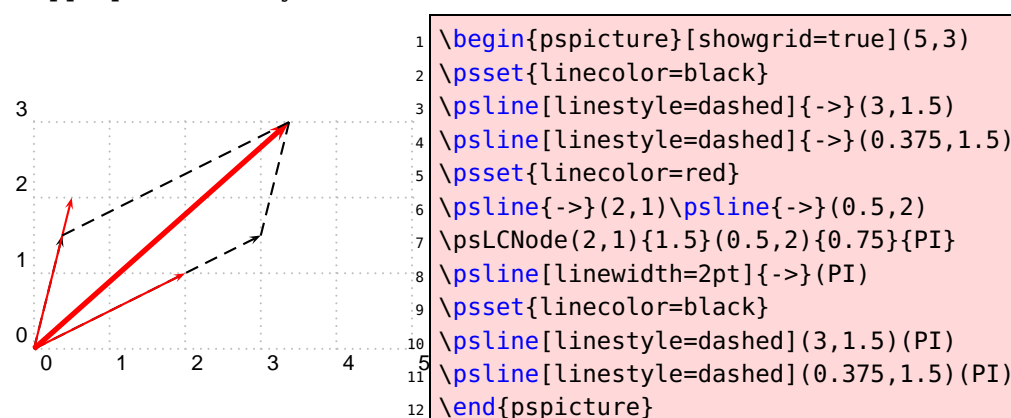 3
2
1
0
0 1 2 3 4 5
1 \begin{pspicture}[showgrid=true](5,3)
2 \psset{linecolor=black}
3 \psline[linestyle=dashed]{->}(3,1.5)
4 \psline[linestyle=dashed]{->}(0.375,1.5)
5 \psset{linecolor=red}
6 \psline{->}(2,1)\psline{->}(0.5,2)
7 \psLCNode(2,1){1.5}(0.5,2){0.75}{PI}
8 \psline[linewidth=2pt]{->}(PI)
9 \psset{linecolor=black}
10 \psline[linestyle=dashed](3,1.5)(PI)
11 \psline[linestyle=dashed](0.375,1.5)(PI)
12 \end{pspicture}